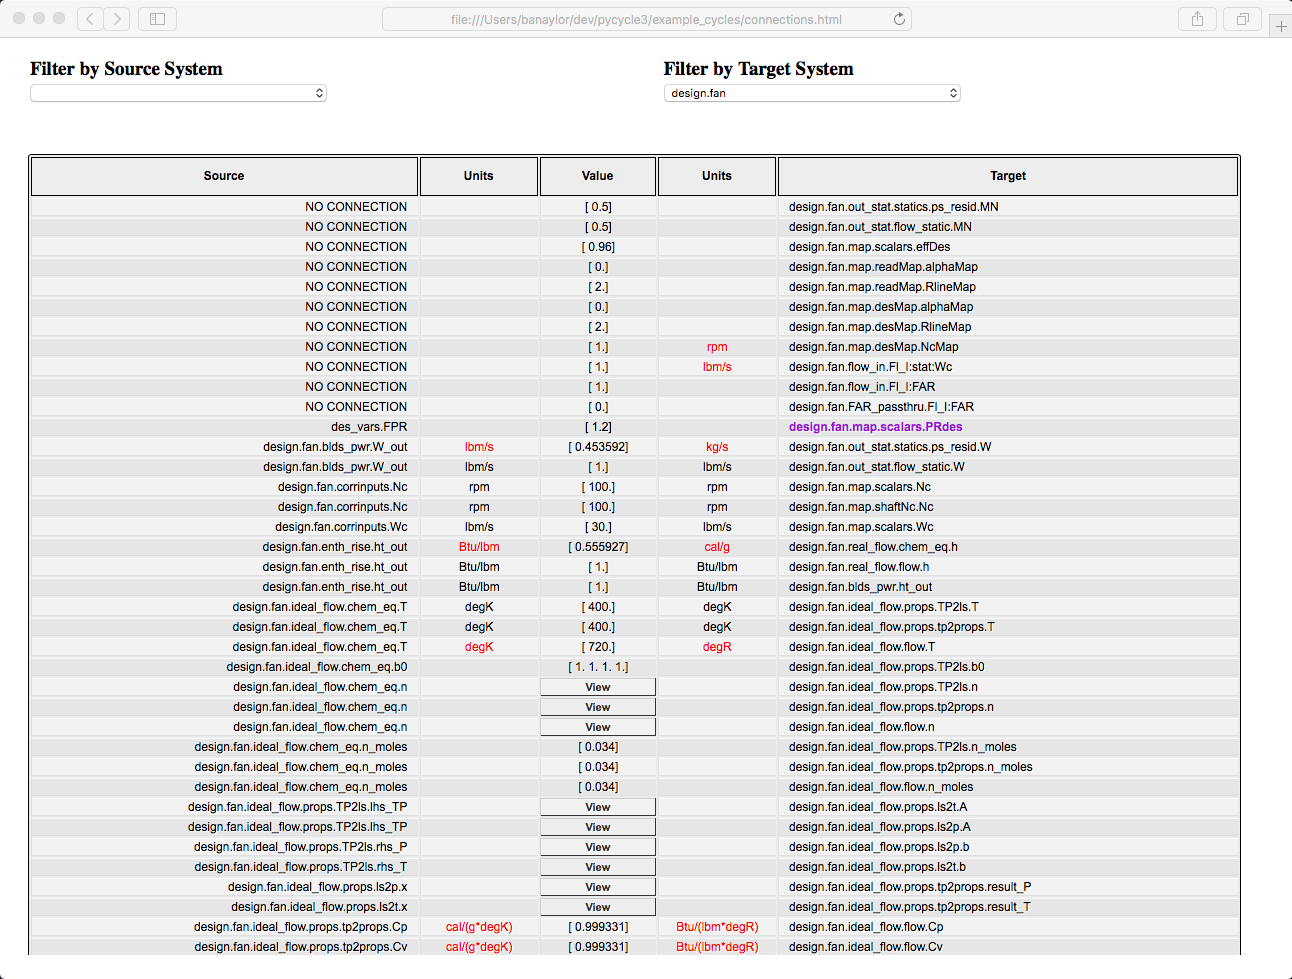 file:///Users/banaylor/dev/pycycle3/example_cycles/connections.html
Filter by Source System Filter by Target System
design.fan
Source Units Value Units Target
NO CONNECTION [ 0.5] design.fan.out_stat.statics.ps_resid.MN
NO CONNECTION [ 0.5] design.fan.out_stat.flow_static.MN
NO CONNECTION [ 0.96] design.fan.map.scalars.effDes
NO CONNECTION [ 0.] design.fan.map.readMap.alphaMap
NO CONNECTION [ 2.] design.fan.map.readMap.RlineMap
NO CONNECTION [ 0.] design.fan.map.desMap.alphaMap
NO CONNECTION [ 2.] design.fan.map.desMap.RlineMap
NO CONNECTION [ 1.] rpm design.fan.map.desMap.NcMap
NO CONNECTION [ 1.] lbm/s design.fan.flow_in.Fl_I:stat:Wc
NO CONNECTION [ 1.] design.fan.flow_in.Fl_I:FAR
NO CONNECTION [ 0.] design.fan.FAR_passthru.Fl_I:FAR
des_vars.FPR [ 1.2] design.fan.map.scalars.PRdes
design.fan.blds_pwr.W_out lbm/s [ 0.453592] kg/s design.fan.out_stat.statics.ps_resid.W
design.fan.blds_pwr.W_out lbm/s [ 1.] lbm/s design.fan.out_stat.flow_static.W
design.fan.corrinputs.Nc rpm [ 100.] rpm design.fan.map.scalars.Nc
design.fan.corrinputs.Nc rpm [ 100.] rpm design.fan.map.shaftNc.Nc
design.fan.corrinputs.Wc lbm/s [ 30.] lbm/s design.fan.map.scalars.Wc
design.fan.enth_rise.ht_out Btu/lbm [ 0.555927] cal/g design.fan.real_flow.chem_eq.h
design.fan.enth_rise.ht_out Btu/lbm [ 1.] Btu/lbm design.fan.real_flow.flow.h
design.fan.enth_rise.ht_out Btu/lbm [ 1.] Btu/lbm design.fan.blds_pwr.ht_out
design.fan.ideal_flow.chem_eq.T degK [ 400.] degK design.fan.ideal_flow.props.TP2ls.T
design.fan.ideal_flow.chem_eq.T degK [ 400.] degK design.fan.ideal_flow.props.tp2props.T
design.fan.ideal_flow.chem_eq.T degK [ 720.] degR design.fan.ideal_flow.flow.T
design.fan.ideal_flow.chem_eq.b0 [ 1. 1. 1. 1.] design.fan.ideal_flow.props.TP2ls.b0
design.fan.ideal_flow.chem_eq.n View design.fan.ideal_flow.props.TP2ls.n
design.fan.ideal_flow.chem_eq.n View design.fan.ideal_flow.props.tp2props.n
design.fan.ideal_flow.chem_eq.n View design.fan.ideal_flow.flow.n
design.fan.ideal_flow.chem_eq.n_moles [ 0.034] design.fan.ideal_flow.props.TP2ls.n_moles
design.fan.ideal_flow.chem_eq.n_moles [ 0.034] design.fan.ideal_flow.props.tp2props.n_moles
design.fan.ideal_flow.chem_eq.n_moles [ 0.034] design.fan.ideal_flow.flow.n_moles
design.fan.ideal_flow.props.TP2ls.lhs_TP View design.fan.ideal_flow.props.ls2t.A
design.fan.ideal_flow.props.TP2ls.lhs_TP View design.fan.ideal_flow.props.ls2p.A
design.fan.ideal_flow.props.TP2ls.rhs_P View design.fan.ideal_flow.props.ls2p.b
design.fan.ideal_flow.props.TP2ls.rhs_T View design.fan.ideal_flow.props.ls2t.b
design.fan.ideal_flow.props.ls2p.x View design.fan.ideal_flow.props.tp2props.result_P
design.fan.ideal_flow.props.ls2t.x View design.fan.ideal_flow.props.tp2props.result_T
design.fan.ideal_flow.props.tp2props.Cp cal/(g*degK) [ 0.999331] Btu/(lbm*degR) design.fan.ideal_flow.flow.Cp
design.fan.ideal_flow.props.tp2props.Cv cal/(g*degK) [ 0.999331] Btu/(lbm*degR) design.fan.ideal_flow.flow.Cv